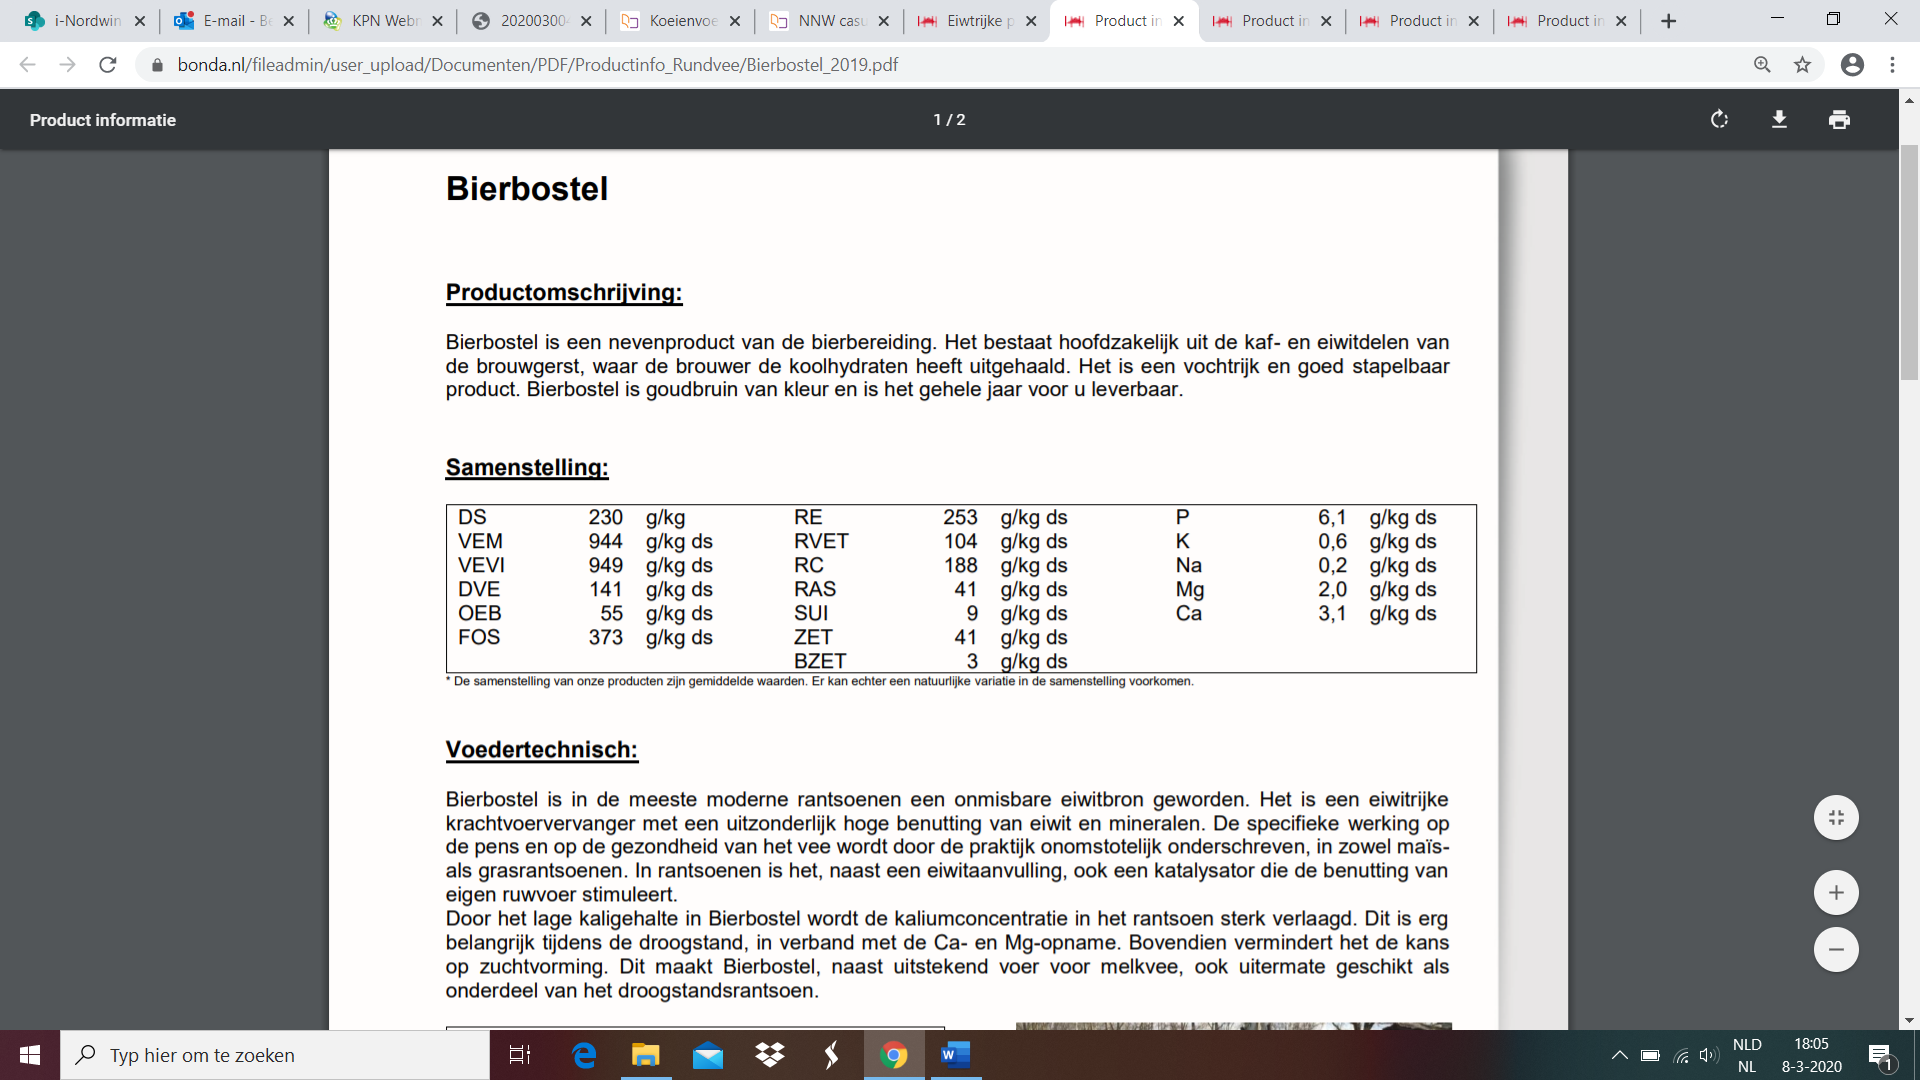 i-Nordwin
E-mail - Be
KPN Webm
202003004
Koeienvoe
NNW casu
Eiwtrijke p
Product in
Product in
Product in
Product in
bonda.nl/fileadmin/user_upload/Documenten/PDF/Productinfo_Rundvee/Bierbostel_2019.pdf
Product informatie
1 / 2
Bierbostel
Productomschrijving:
Bierbostel is een nevenproduct van de bierbereiding. Het bestaat hoofdzakelijk uit de kaf- en eiwitdelen van
de brouwgerst, waar de brouwer de koolhydraten heeft uitgehaald. Het is een vochtrijk en goed stapelbaar
product. Bierbostel is goudbruin van kleur en is het gehele jaar voor u leverbaar.
Samenstelling:
DS 230 g/kg RE 253 g/kg ds P 6,1 g/kg ds
VEM 944 g/kg ds RVET 104 g/kg ds K 0,6 g/kg ds
VEVI 949 g/kg ds RC 188 g/kg ds Na 0,2 g/kg ds
DVE 141 g/kg ds RAS 41 g/kg ds Mg 2,0 g/kg ds
OEB 55 g/kg ds SUI 9 g/kg ds Ca 3,1 g/kg ds
FOS 373 g/kg ds ZET 41 g/kg ds
BZET 3 g/kg ds
* De samenstelling van onze producten zijn gemiddelde waarden. Er kan echter een natuurlijke variatie in de samenstelling voorkomen.
Voedertechnisch:
Bierbostel is in de meeste moderne rantsoenen een onmisbare eiwitbron geworden. Het is een eiwitrijke
krachtvoervervanger met een uitzonderlijk hoge benutting van eiwit en mineralen. De specifieke werking op
de pens en op de gezondheid van het vee wordt door de praktijk onomstotelijk onderschreven, in zowel maïs-
als grasrantsoenen. In rantsoenen is het, naast een eiwitaanvulling, ook een katalysator die de benutting van
eigen ruwvoer stimuleert.
Door het lage kaligehalte in Bierbostel wordt de kaliumconcentratie in het rantsoen sterk verlaagd. Dit is erg
belangrijk tijdens de droogstand, in verband met de Ca- en Mg-opname. Bovendien vermindert het de kans
op zuchtvorming. Dit maakt Bierbostel, naast uitstekend voer voor melkvee, ook uitermate geschikt als
onderdeel van het droogstandsrantsoen.
Typ hier om te zoeken
NLD
NL
18:05
8-3-2020
1